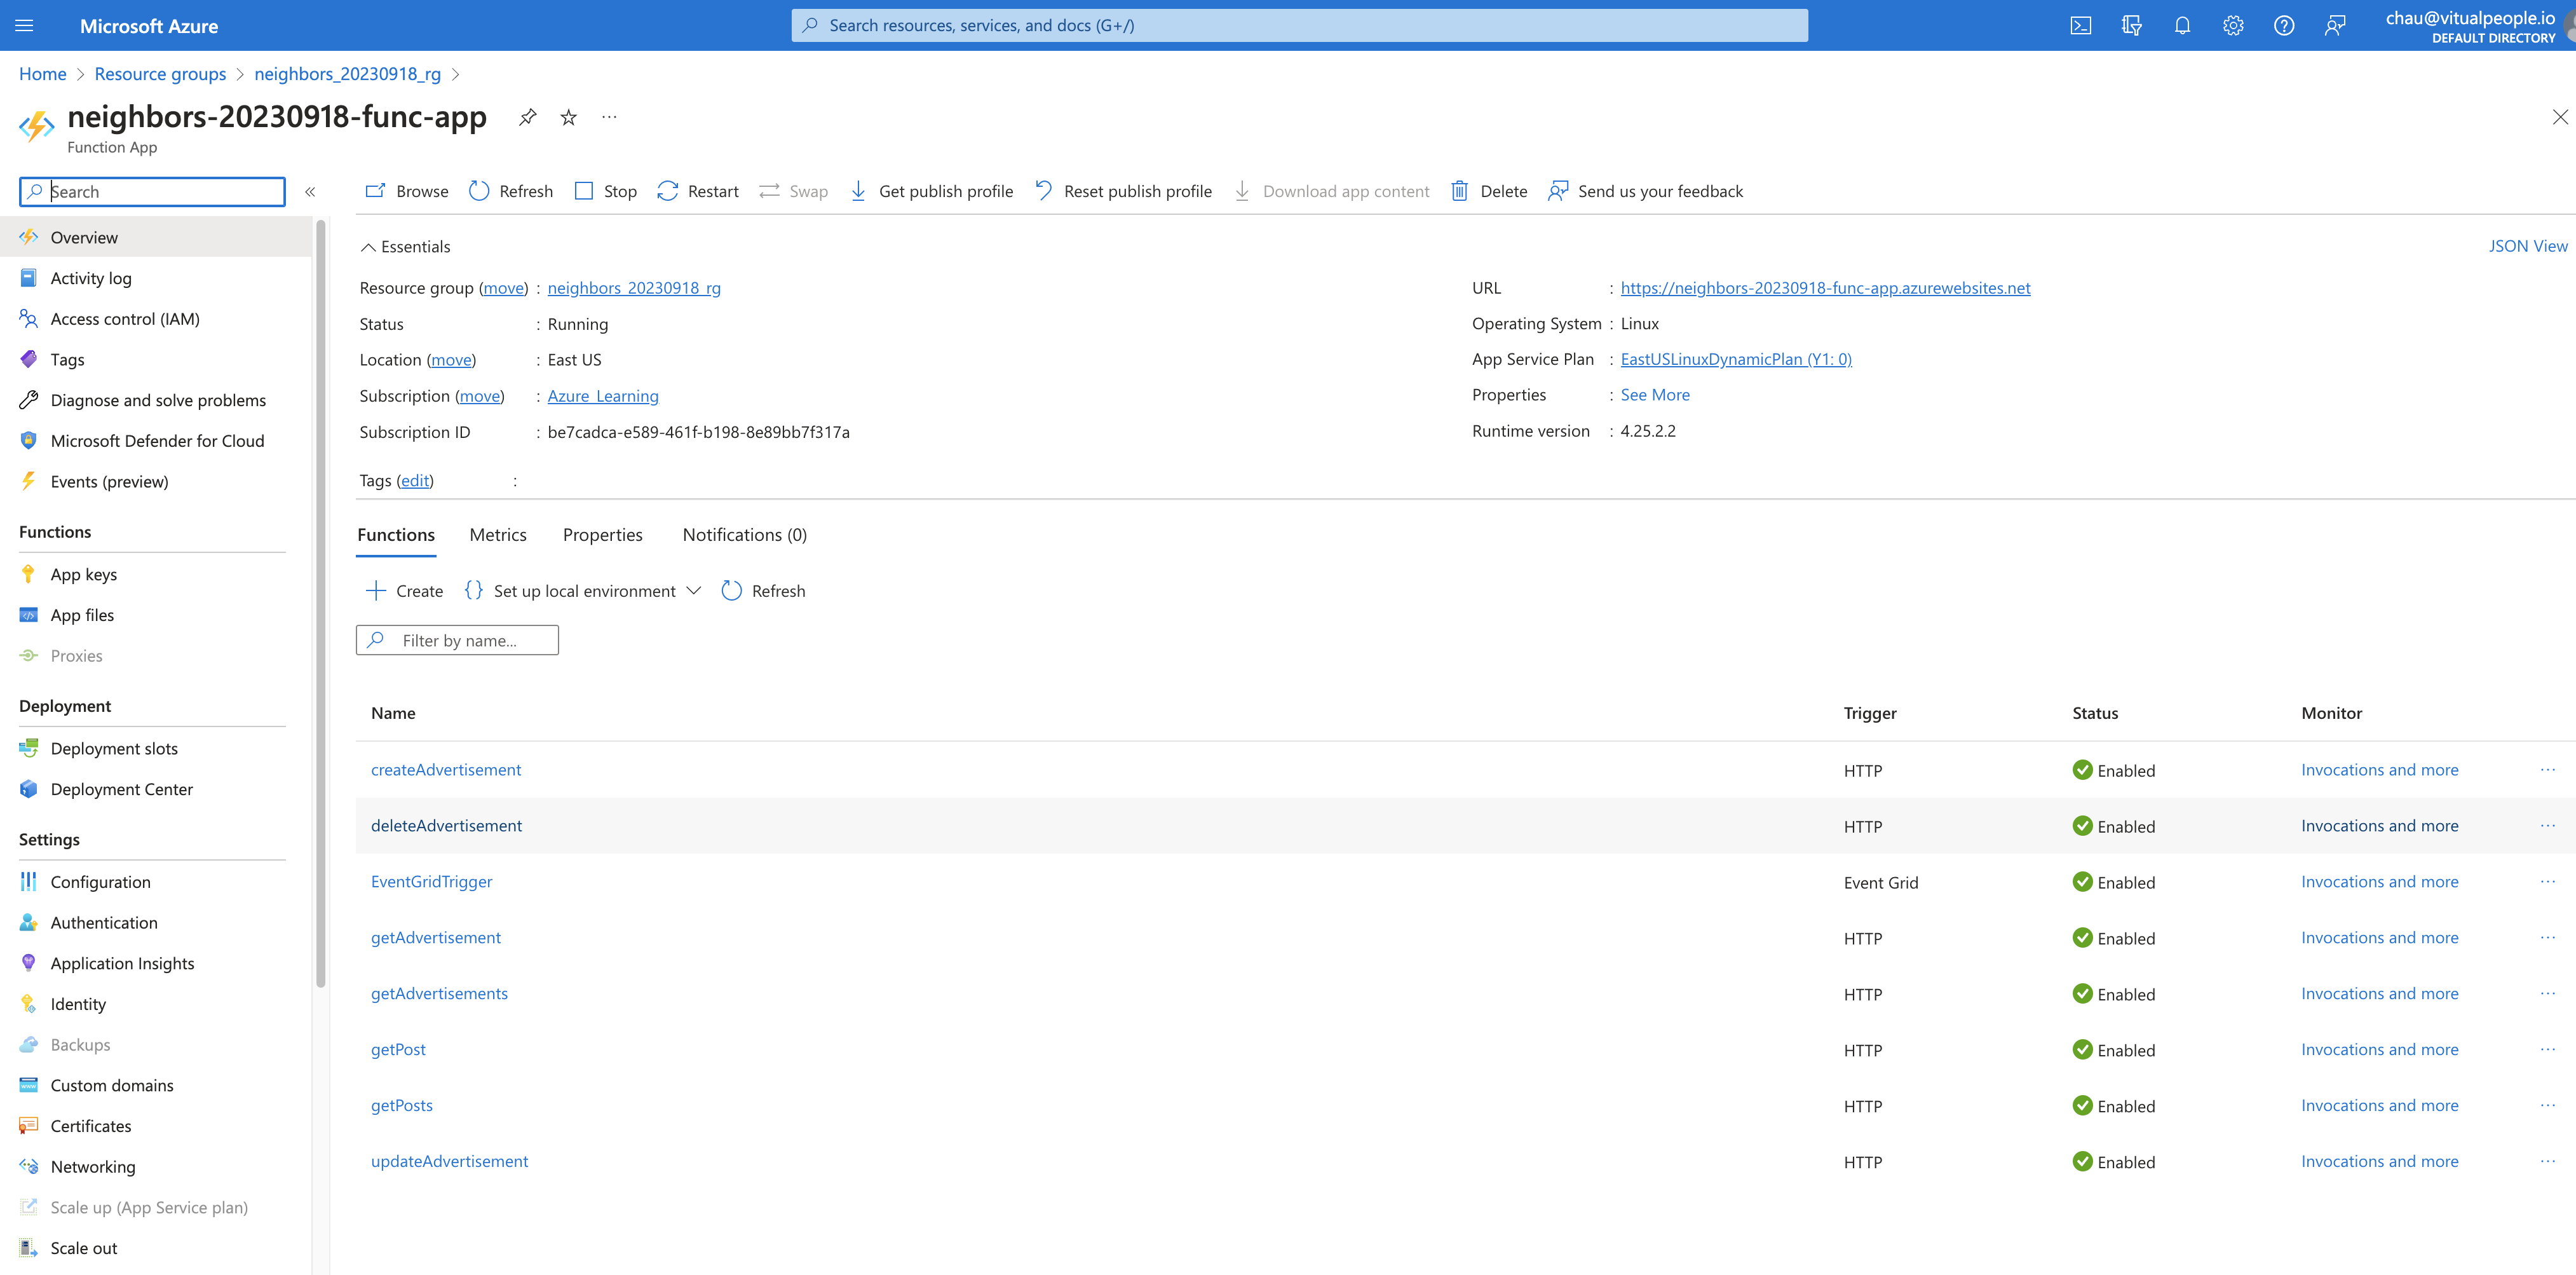 Microsoft Azure
Search resources, services, and docs (G+/)
chau@vitualpeople.io
DEFAULT DIRECTORY
Home > Resource groups > neighbors_20230918_rg >
neighbors-20230918-func-app
Function App
Search
Browse Refresh Stop Restart Swap Get publish profile Reset publish profile Download app content Delete Send us your feedback
Overview
Activity log
Access control (IAM)
Tags
Diagnose and solve problems
Microsoft Defender for Cloud
Events (preview)
Functions
App keys
App files
Proxies
Deployment
Deployment slots
Deployment Center
Settings
Configuration
Authentication
Application Insights
Identity
Backups
Custom domains
Certificates
Networking
Scale up (App Service plan)
Scale out
Essentials
JSON View
Resource group (move) : neighbors_20230918_rg
Status : Running
Location (move) : East US
Subscription (move) : Azure_Learning
Subscription ID : be7cadca-e589-461f-b198-8e89bb7f317a
Tags (edit) :
URL : https://neighbors-20230918-func-app.azurewebsites.net
Operating System : Linux
App Service Plan : EastUSLinuxDynamicPlan (Y1: 0)
Properties : See More
Runtime version : 4.25.2.2
Functions Metrics Properties Notifications (0)
Create Set up local environment Refresh
Filter by name...
Name Trigger Status Monitor
createAdvertisement HTTP Enabled Invocations and more
deleteAdvertisement HTTP Enabled Invocations and more
EventGridTrigger Event Grid Enabled Invocations and more
getAdvertisement HTTP Enabled Invocations and more
getAdvertisements HTTP Enabled Invocations and more
getPost HTTP Enabled Invocations and more
getPosts HTTP Enabled Invocations and more
updateAdvertisement HTTP Enabled Invocations and more